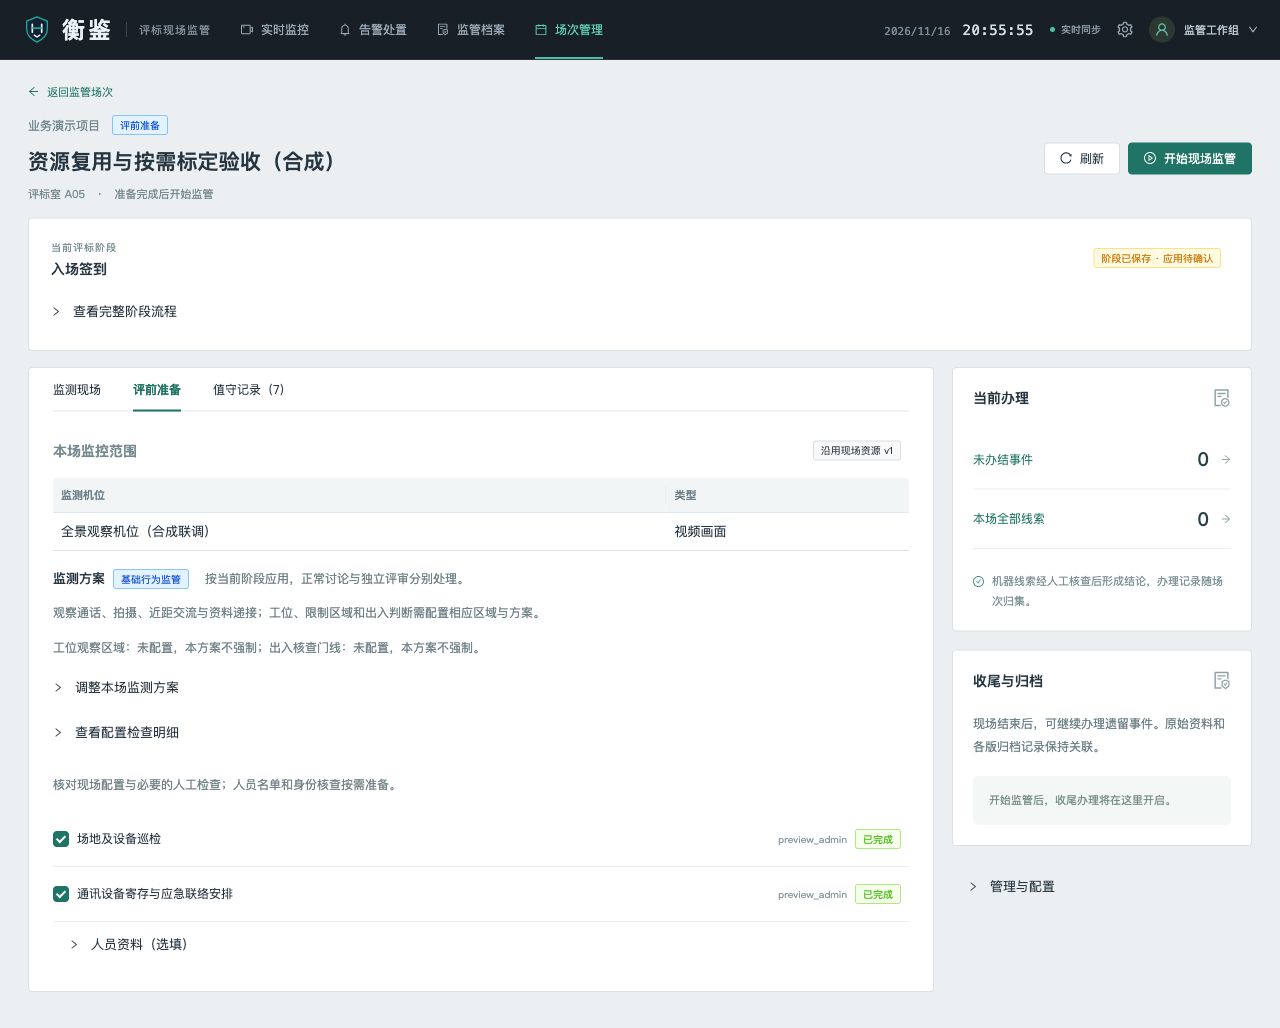 衡鉴
评标现场监管
实时监控
告警处置
监管档案
场次管理
2026/11/16 20:55:55
实时同步
监管工作组
返回监管场次
业务演示项目 评前准备
资源复用与按需标定验收（合成）
评标室 A05 · 准备完成后开始监管
刷新
开始现场监管
当前评标阶段
入场签到
阶段已保存 · 应用待确认
查看完整阶段流程
监测现场 评前准备 值守记录（7）
本场监控范围
沿用现场资源 v1
监测机位 类型
全景观察机位（合成联调） 视频画面
监测方案 基础行为监管 按当前阶段应用，正常讨论与独立评审分别处理。
观察通话、拍摄、近距交流与资料递接；工位、限制区域和出入判断需配置相应区域与方案。
工位观察区域：未配置，本方案不强制；出入核查门线：未配置，本方案不强制。
调整本场监测方案
查看配置检查明细
核对现场配置与必要的人工检查；人员名单和身份核查按需准备。
场地及设备巡检 preview_admin 已完成
通讯设备寄存与应急联络安排 preview_admin 已完成
人员资料（选填）
当前办理
未办结事件 0
本场全部线索 0
机器线索经人工核查后形成结论，办理记录随场
次归集。
收尾与归档
现场结束后，可继续办理遗留事件。原始资料和
各版归档记录保持关联。
开始监管后，收尾办理将在这里开启。
管理与配置